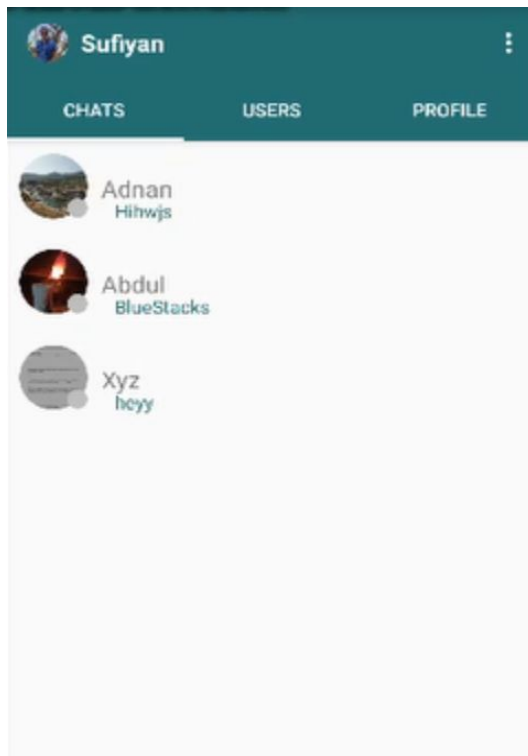 Sufiyan
CHATS USERS PROFILE
Adnan
Hihwjs
Abdul
BlueStacks
Xyz
heyy